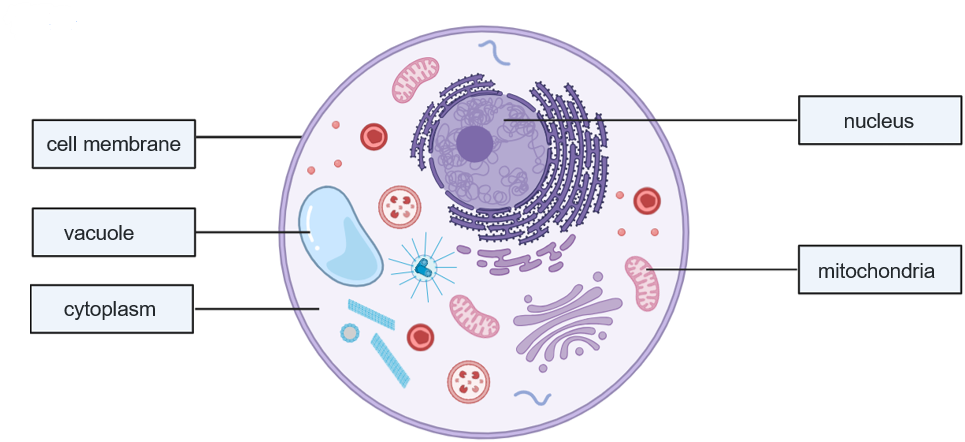 cell membrane
vacuole
cytoplasm
nucleus
mitochondria